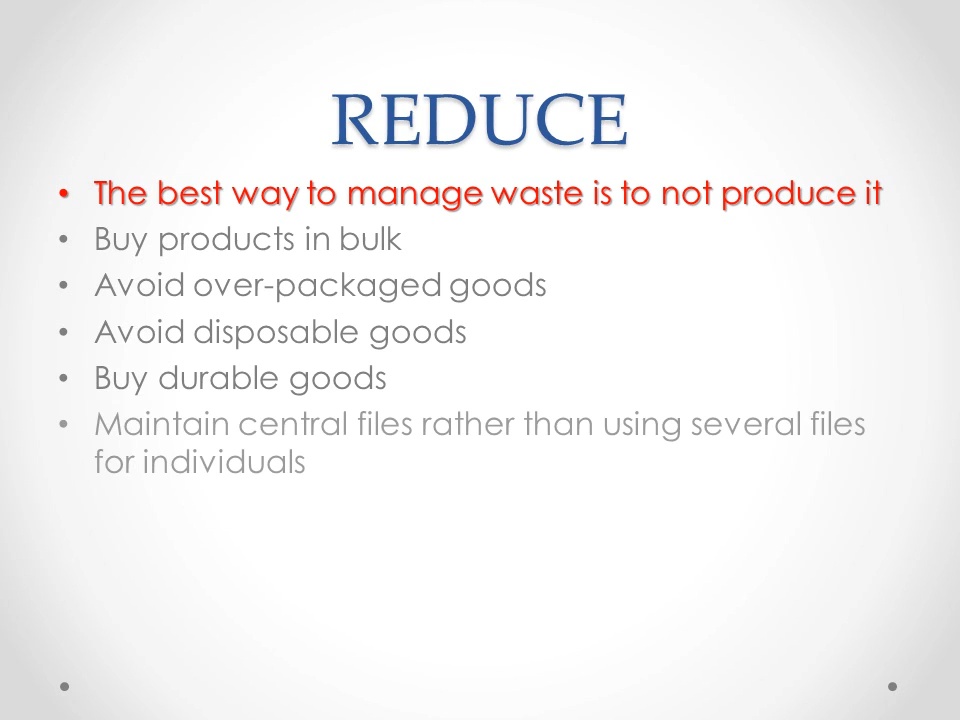 REDUCE
• The best way to manage waste is to not produce it
• Buy products in bulk
• Avoid over-packaged goods
• Avoid disposable goods
• Buy durable goods
• Maintain central files rather than using several files
for individuals